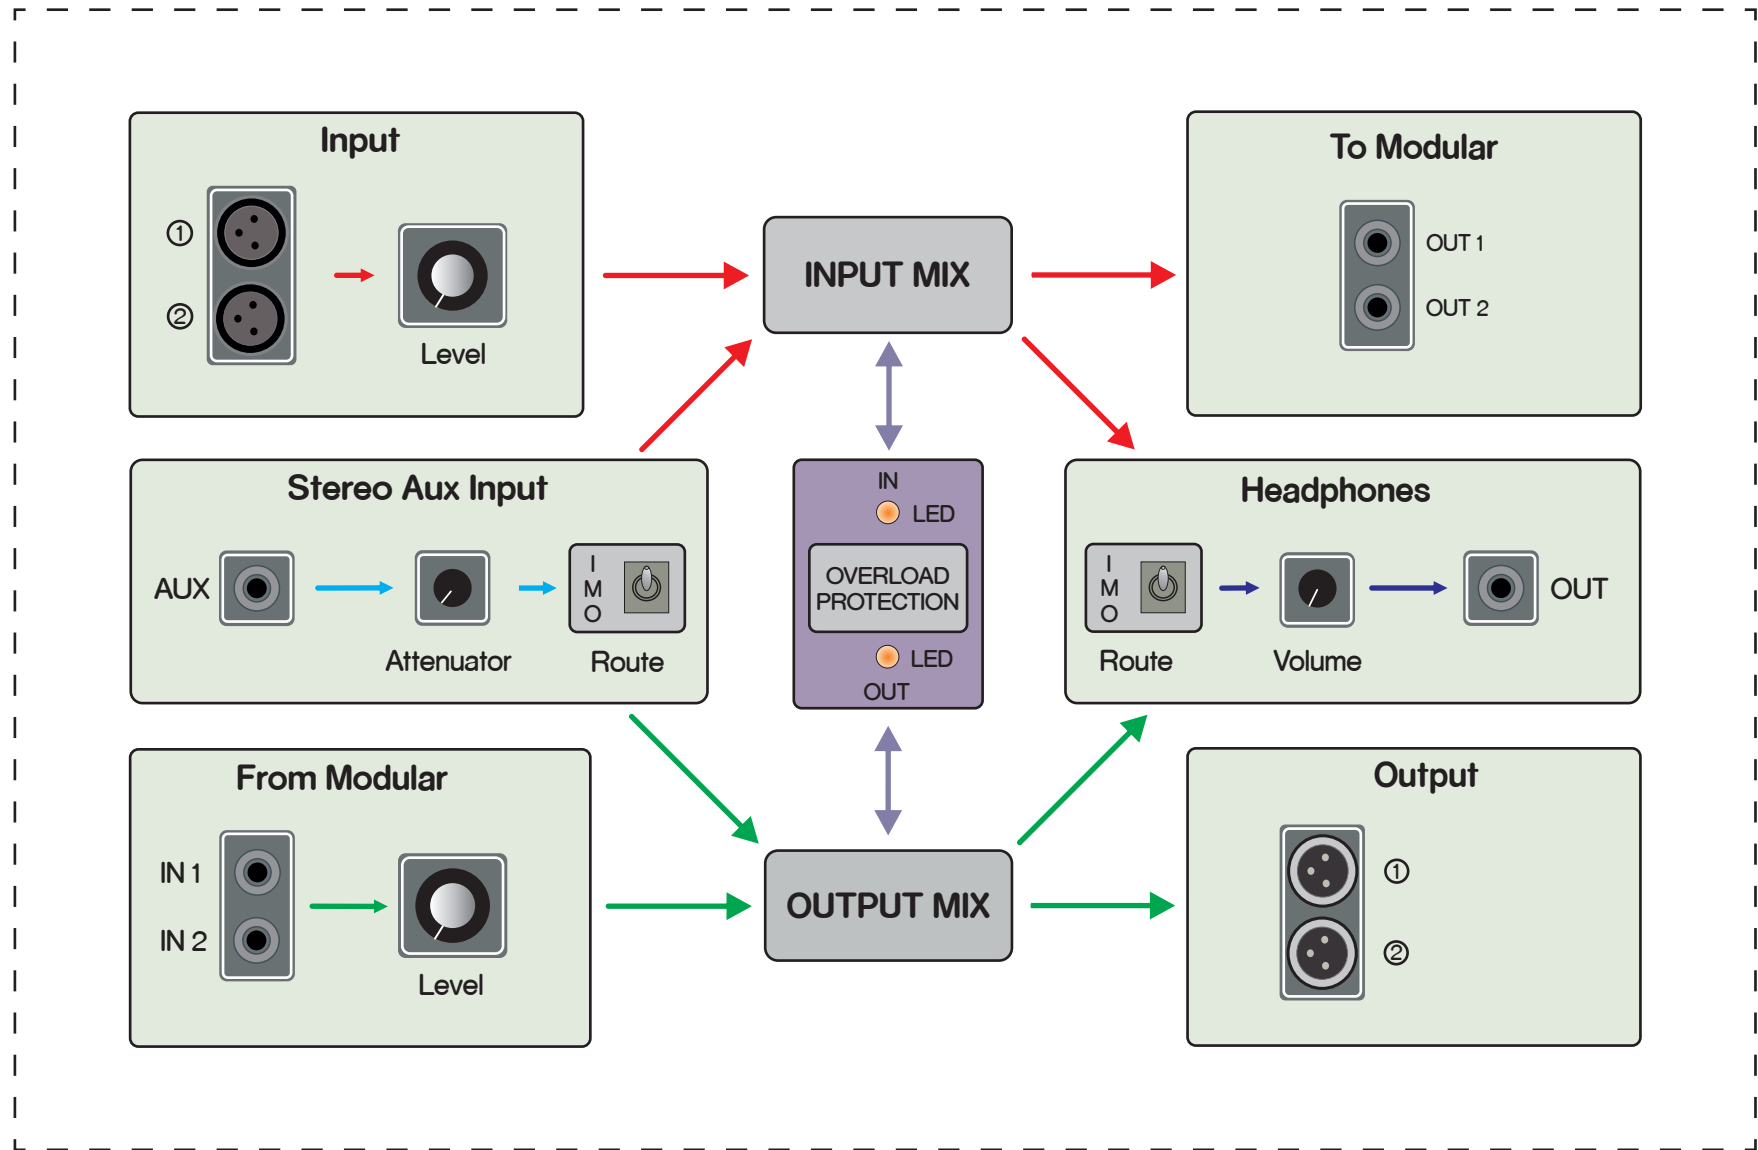 Input
①
②
Level
INPUT MIX
To Modular
OUT 1
OUT 2
Stereo Aux Input
AUX
Attenuator
I
M
O
Route
IN
LED
OVERLOAD
PROTECTION
LED
OUT
Headphones
I
M
O
Route
Volume
OUT
From Modular
IN 1
IN 2
Level
OUTPUT MIX
Output
①
②